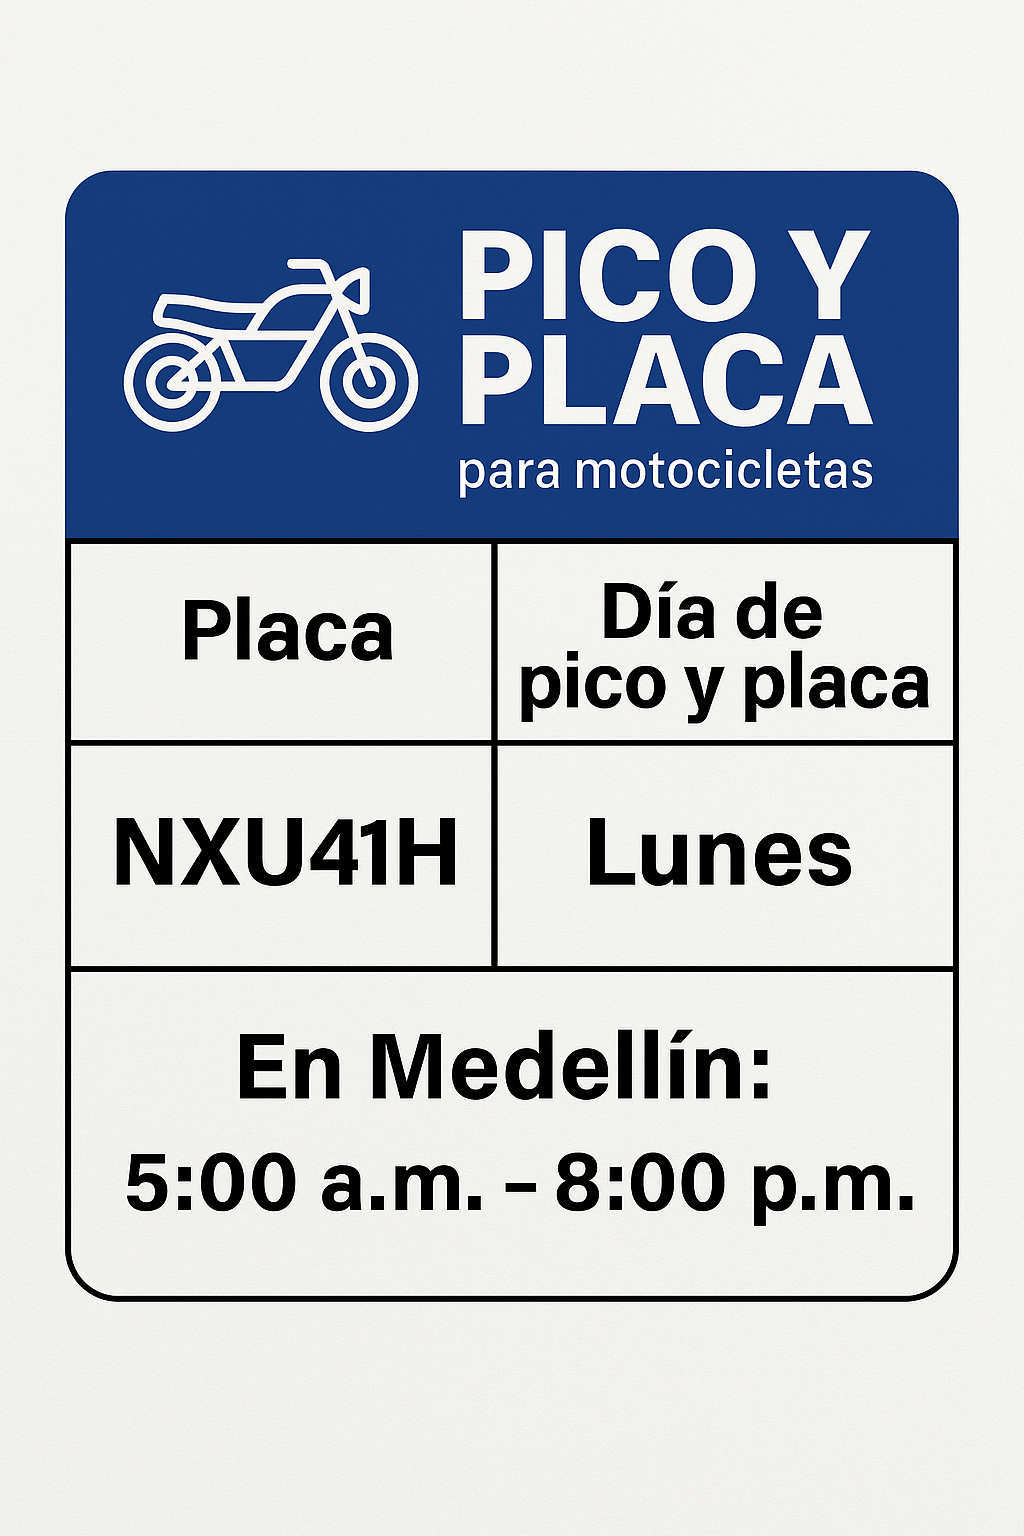 PICO Y
PLACA
para motocicletas
Placa
Día de
pico y placa
NXU41H
Lunes
En Medellín:
5:00 a.m. – 8:00 p.m.